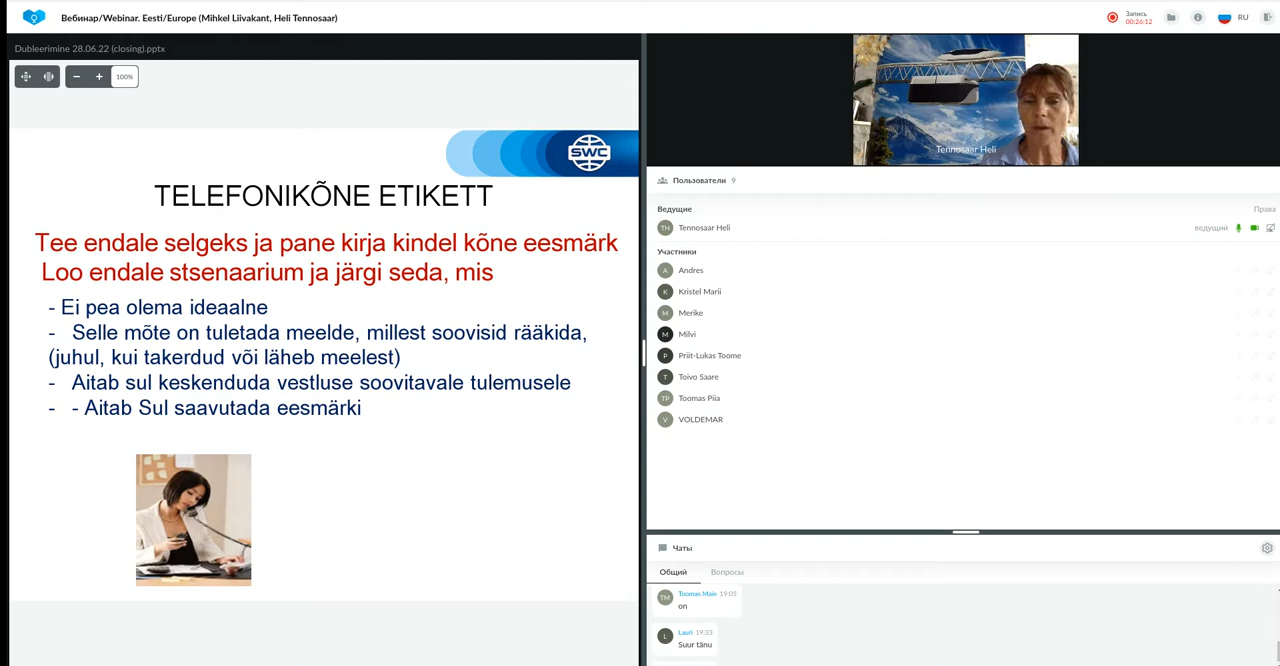 Вебинар/Webinar. Eesti/Europe (Mihkel Liivakant, Heli Tennosaar)
Запись
00:26:12
RU
Dubleerimine 28.06.22 (closing).pptx
100%
SWC
TELEFONIKÕNE ETIKETT
Tee endale selgeks ja pane kirja kindel kõne eesmärk
Loo endale stsenaarium ja järgi seda, mis
- Ei pea olema ideaalne
- Selle mõte on tuletada meelde, millest soovisid rääkida,
(juhul, kui takerdud või läheb meelest)
- Aitab sul keskenduda vestluse soovitavale tulemusele
- - Aitab Sul saavutada eesmärki
Tennosaar Heli
Пользователи 9
Ведущие Права
TH Tennosaar Heli ведущий
Участники
A Andres
K Kristel Marii
M Merike
M Milvi
P Priit-Lukas Toome
T Toivo Saare
TP Toomas Piia
V VOLDEMAR
Чаты
Общий Вопросы
TM Toomas Maie 19:05
on
L Lauri 19:33
Suur tänu